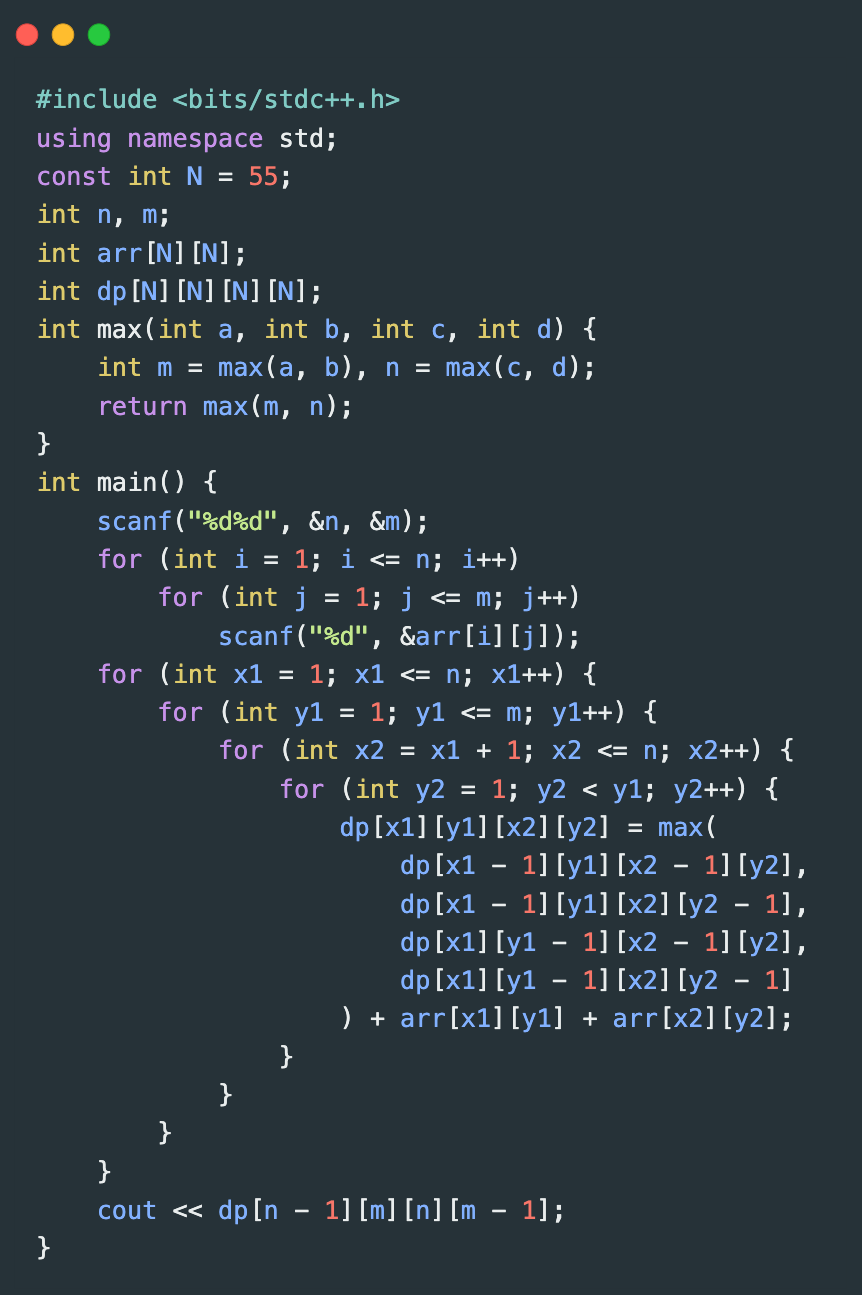 #include <bits/stdc++.h>
using namespace std;
const int N = 55;
int n, m;
int arr[N][N];
int dp[N][N][N][N];
int max(int a, int b, int c, int d) {
    int m = max(a, b), n = max(c, d);
    return max(m, n);
}
int main() {
    scanf("%d%d", &n, &m);
    for (int i = 1; i <= n; i++)
        for (int j = 1; j <= m; j++)
            scanf("%d", &arr[i][j]);
    for (int x1 = 1; x1 <= n; x1++) {
        for (int y1 = 1; y1 <= m; y1++) {
            for (int x2 = x1 + 1; x2 <= n; x2++) {
                for (int y2 = 1; y2 < y1; y2++) {
                    dp[x1][y1][x2][y2] = max(
                        dp[x1 - 1][y1][x2 - 1][y2],
                        dp[x1 - 1][y1][x2][y2 - 1],
                        dp[x1][y1 - 1][x2 - 1][y2],
                        dp[x1][y1 - 1][x2][y2 - 1]
                    ) + arr[x1][y1] + arr[x2][y2];
                }
            }
        }
    }
    cout << dp[n - 1][m][n][m - 1];
}